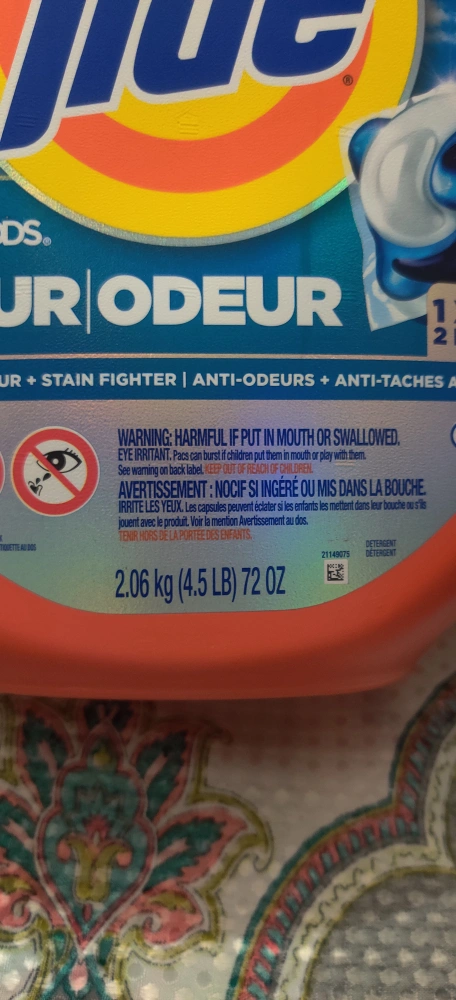 Tide®
ODS®
UR|ODEUR
1
2
UR + STAIN FIGHTER | ANTI-ODEURS + ANTI-TACHES A
WARNING: HARMFUL IF PUT IN MOUTH OR SWALLOWED.
EYE IRRITANT. Pacs can burst if children put them in mouth or play with them.
See warning on back label. KEEP OUT OF REACH OF CHILDREN.
AVERTISSEMENT : NOCIF SI INGÉRÉ OU MIS DANS LA BOUCHE.
IRRITE LES YEUX. Les capsules peuvent éclater si les enfants les mettent dans leur bouche ou s'ils
jouent avec le produit. Voir la mention Avertissement au dos.
TENIR HORS DE LA PORTÉE DES ENFANTS.
DETERGENT
DÉTERGENT
21149075
2.06 kg (4.5 LB) 72 OZ